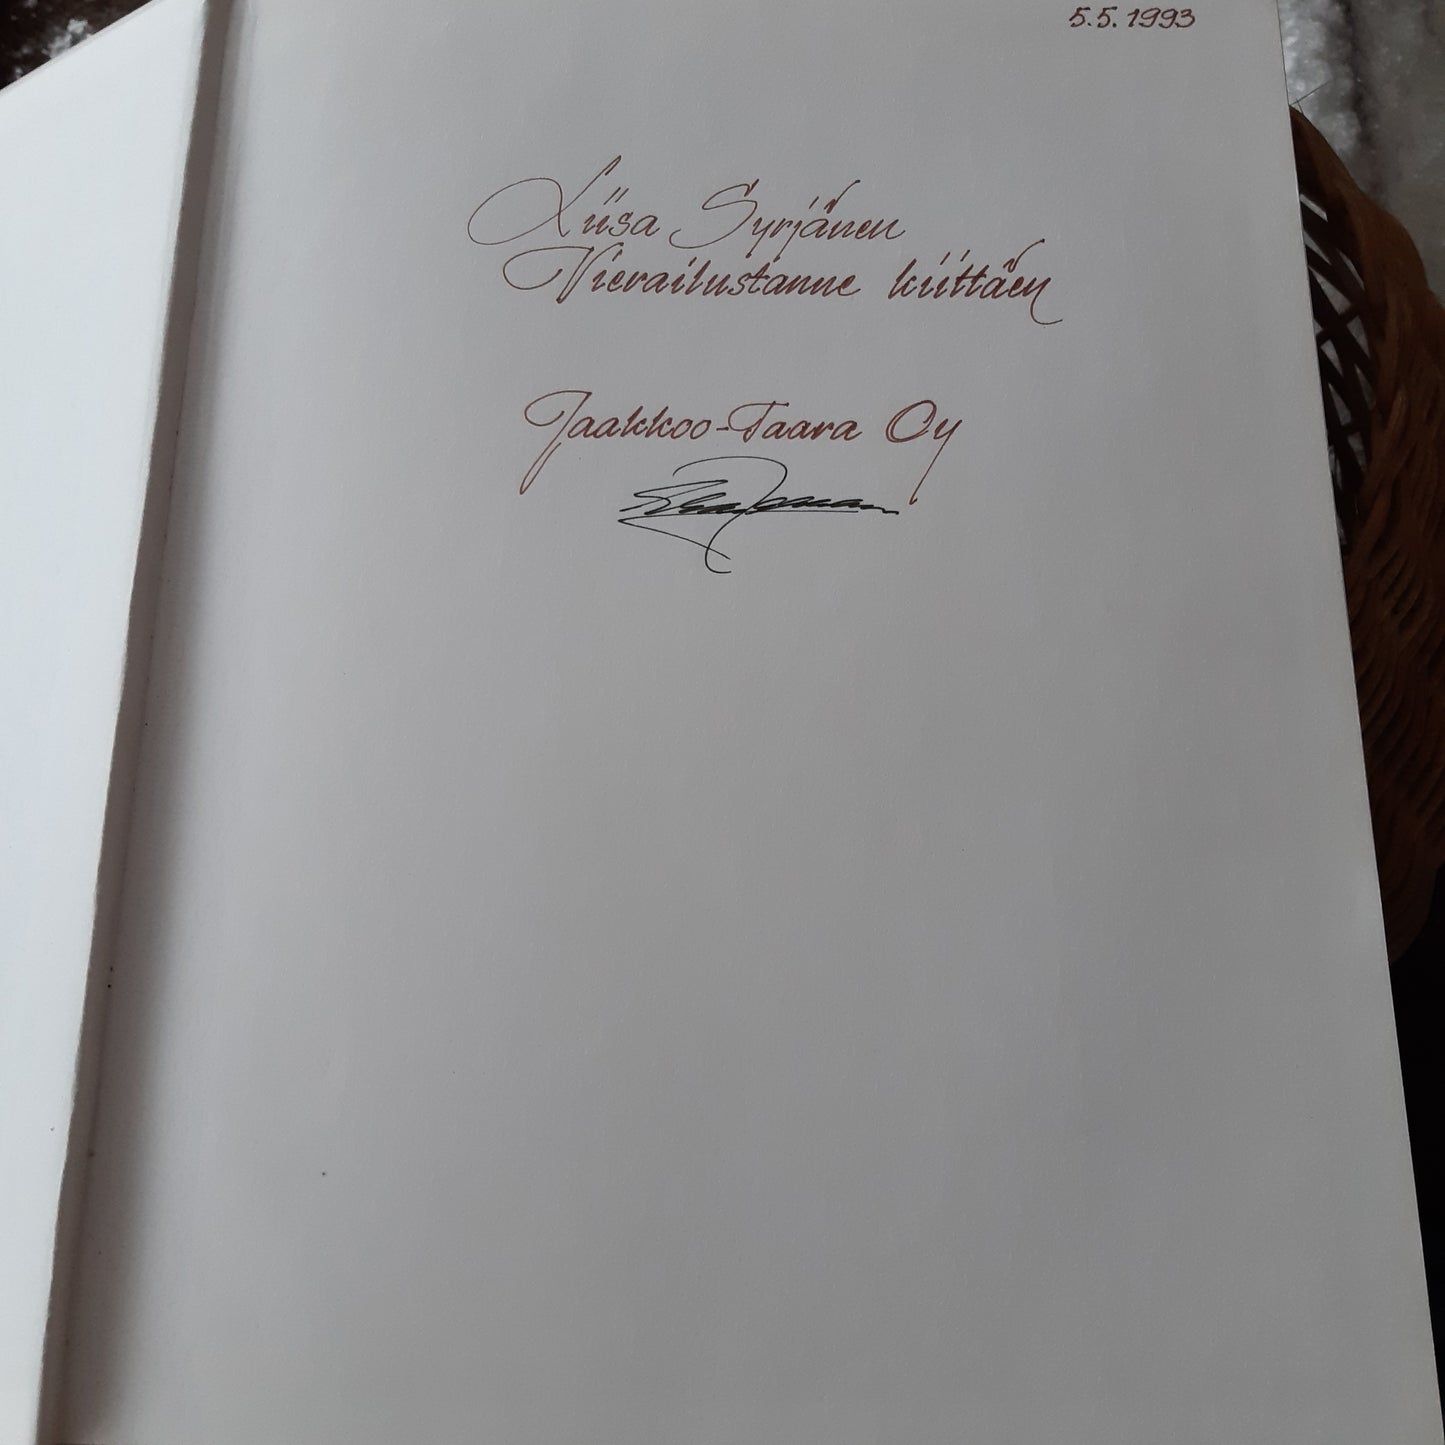 5.5.1993
Liisa Syrjänen
Vierailustanne kiittäen
Jaakkoo-Taara Oy